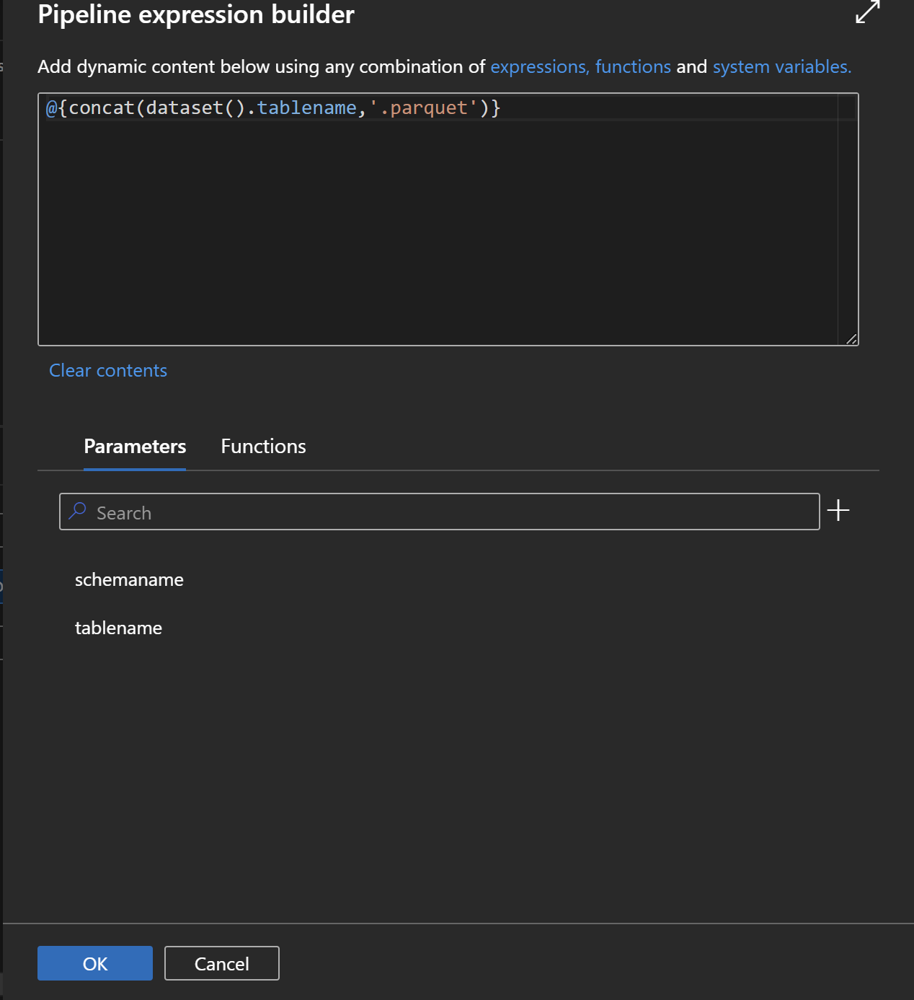 Pipeline expression builder
Add dynamic content below using any combination of expressions, functions and system variables.
@{concat(dataset().tablename,'.parquet')}
Clear contents
Parameters Functions
Search
schemaname
tablename
OK Cancel